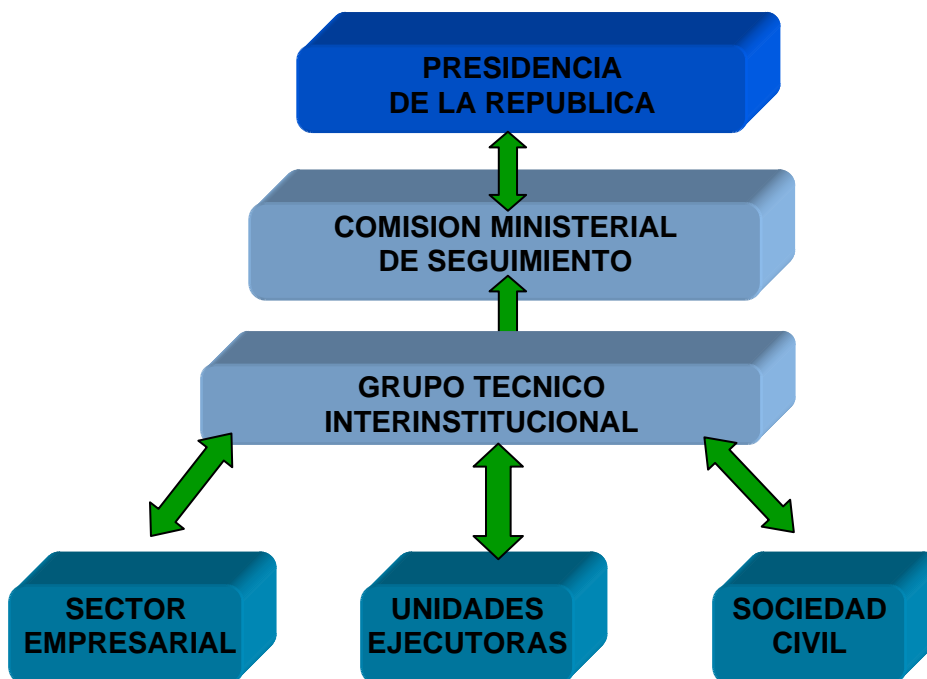 PRESIDENCIA
DE LA REPUBLICA
COMISION MINISTERIAL
DE SEGUIMIENTO
GRUPO TECNICO
INTERINSTITUCIONAL
SECTOR
EMPRESARIAL
UNIDADES
EJECUTORAS
SOCIEDAD
CIVIL